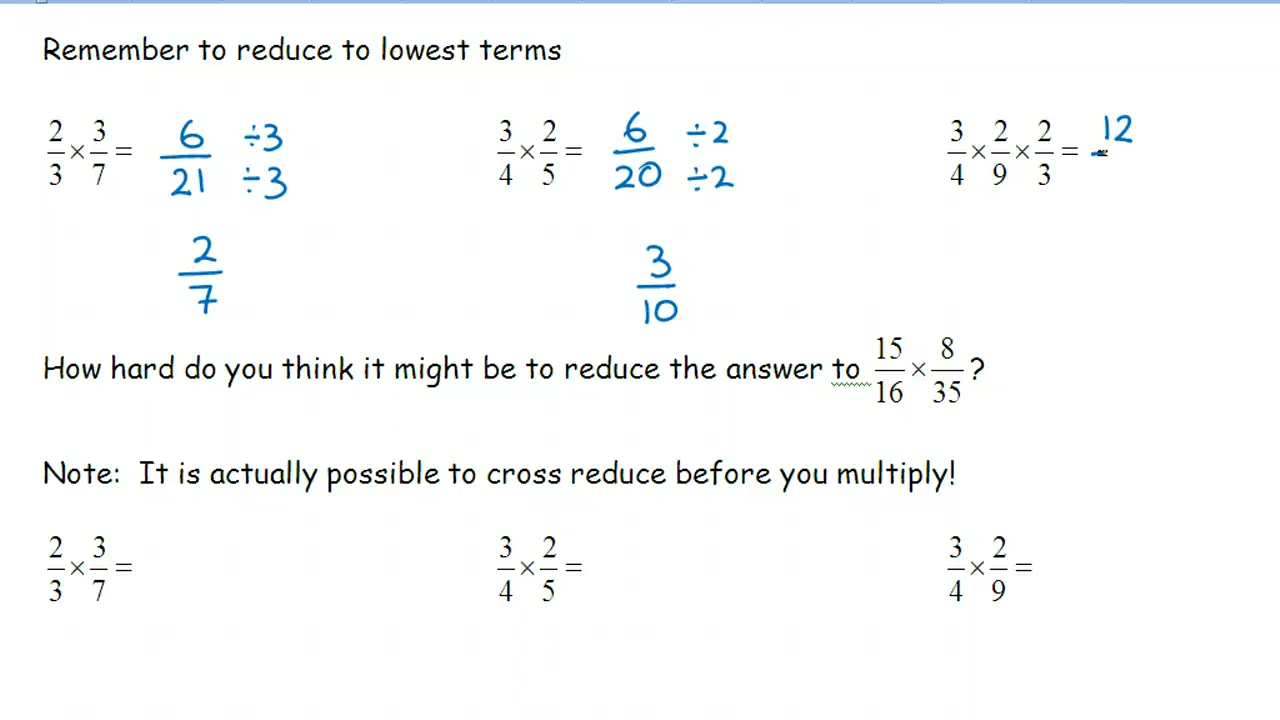 Remember to reduce to lowest terms
2/3 × 3/7 = 6/21 ÷3/÷3   3/4 × 2/5 = 6/20 ÷2/÷2   3/4 × 2/9 × 2/3 = 12
2/7   3/10
How hard do you think it might be to reduce the answer to 15/16 × 8/35 ?
Note: It is actually possible to cross reduce before you multiply!
2/3 × 3/7 =   3/4 × 2/5 =   3/4 × 2/9 =